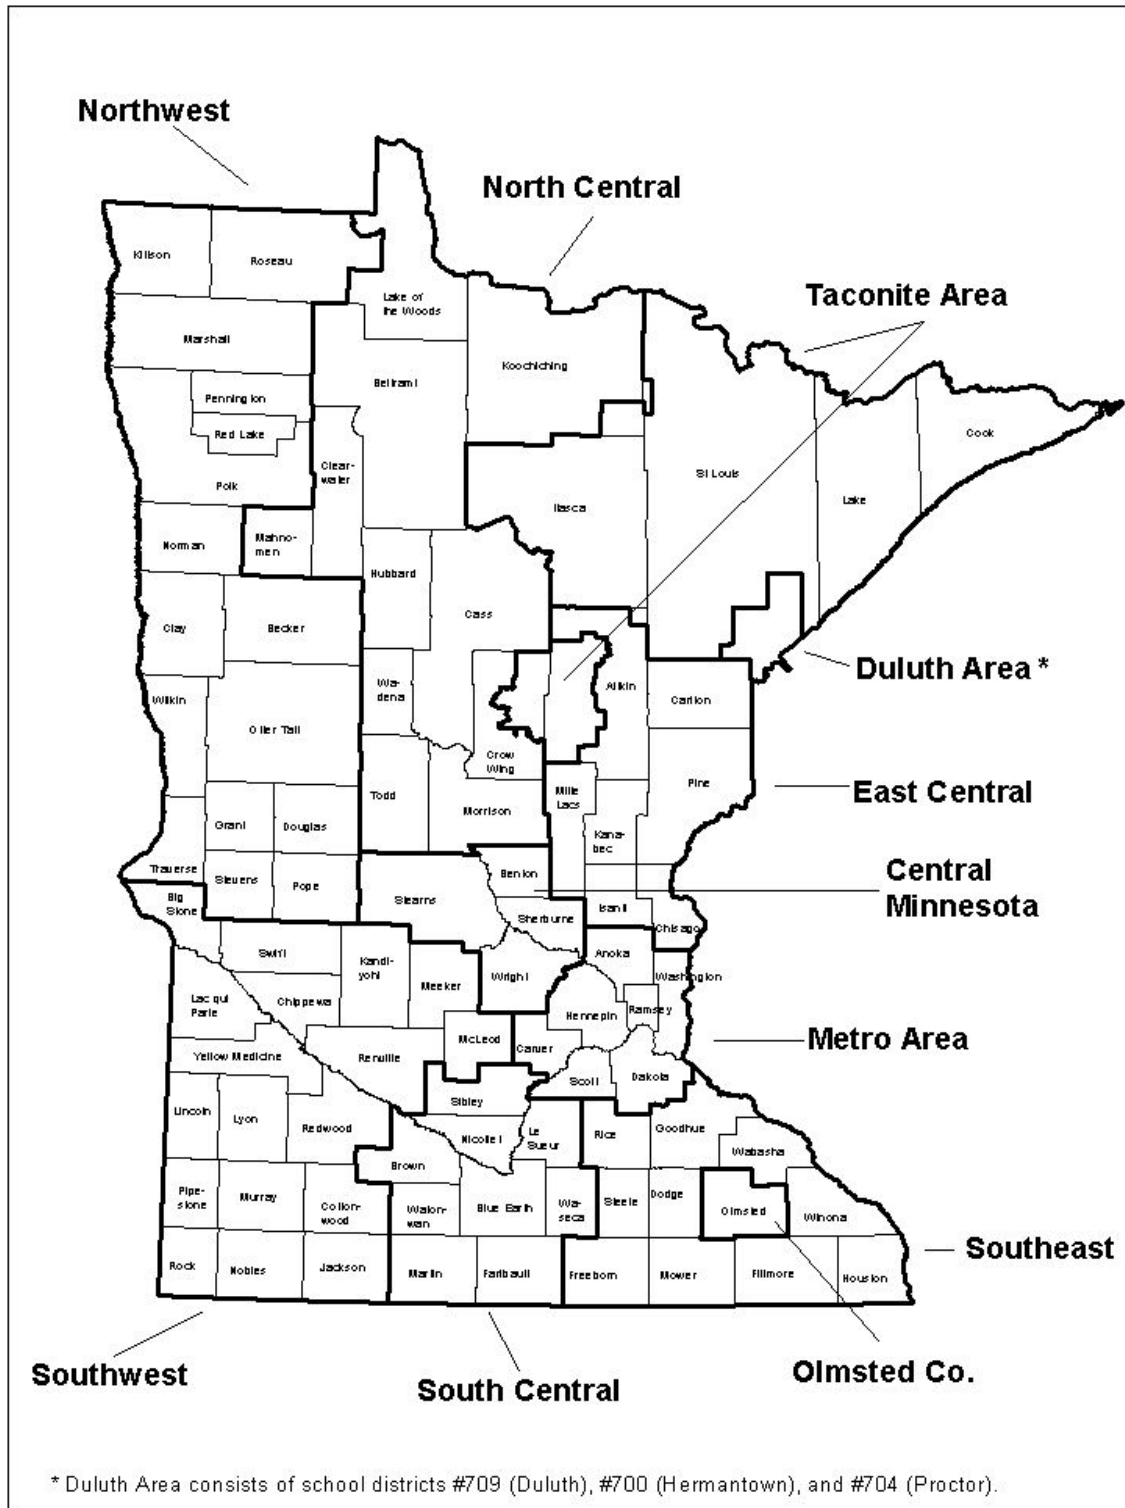 Northwest
North Central
Taconite Area
Kittson
Roseau
Lake of
the Woods
Marshall
Koochiching
Beltrami
Pennington
Red Lake
Cook
Clear-
water
St Louis
Polk
Lake
Itasca
Norman
Mahno-
men
Hubbard
Cass
Clay
Becker
Duluth Area *
Wa-
dena
Aitkin
Carlton
Wilkin
Otter Tail
Crow
Wing
Pine
East Central
Todd
Mille
Lacs
Morrison
Grant
Douglas
Kana-
bec
Traverse
Stevens
Pope
Benton
Central
Minnesota
Big
Stone
Stearns
Isanti
Sherburne
Chisago
Swift
Kandi-
yohi
Anoka
Wright
Washington
Meeker
Lac qui
Parle
Chippewa
Hennepin
Ramsey
McLeod
Carver
Metro Area
Yellow Medicine
Renville
Scott
Dakota
Sibley
Lincoln
Lyon
Redwood
Nicollet
Le
Sueur
Rice
Goodhue
Wabasha
Brown
Pipe-
stone
Murray
Cotton-
wood
Waton-
wan
Blue Earth
Wa-
seca
Steele
Dodge
Olmsted
Winona
Southeast
Rock
Nobles
Jackson
Martin
Faribault
Freeborn
Mower
Fillmore
Houston
Southwest
South Central
Olmsted Co.
* Duluth Area consists of school districts #709 (Duluth), #700 (Hermantown), and #704 (Proctor).